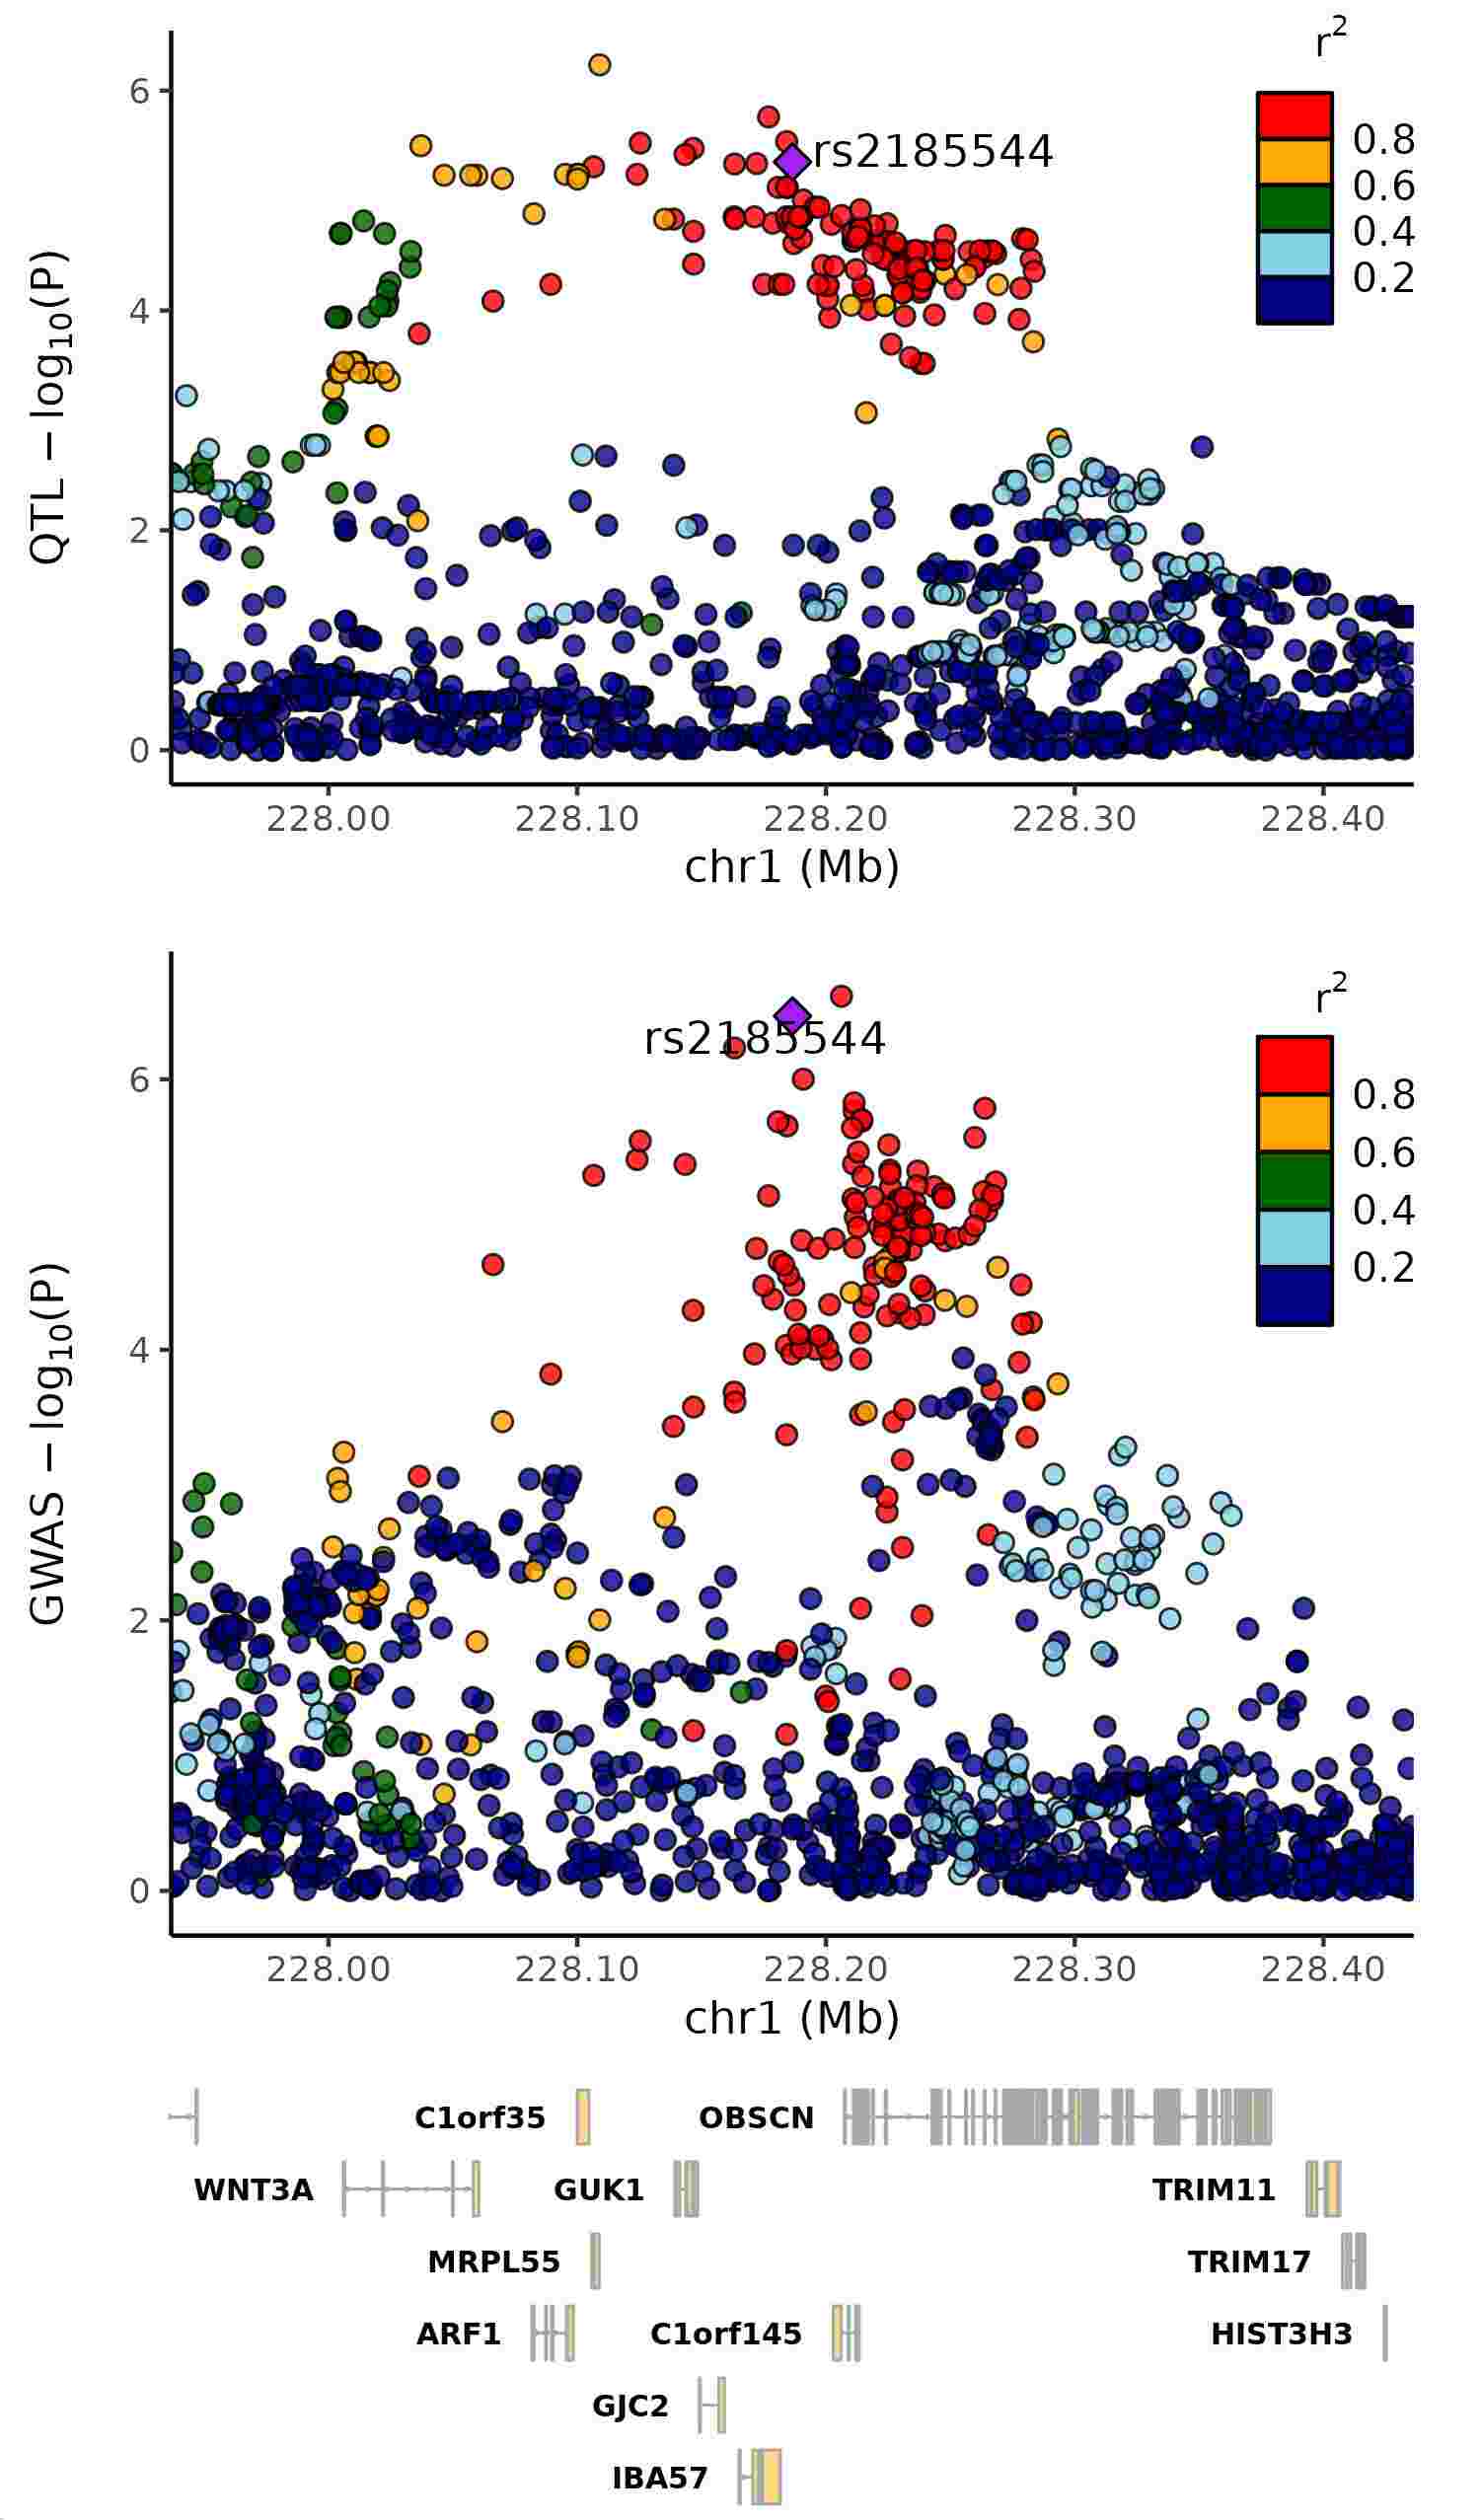 r2
6
rs2185544
0.8
0.6
0.4
0.2
4
2
0
QTL − log10(P)
228.00 228.10 228.20 228.30 228.40
chr1 (Mb)
r2
rs2185544
6
0.8
0.6
0.4
0.2
4
2
0
GWAS − log10(P)
228.00 228.10 228.20 228.30 228.40
chr1 (Mb)
C1orf35 OBSCN
WNT3A GUK1 TRIM11
MRPL55 TRIM17
ARF1 C1orf145 HIST3H3
GJC2
IBA57